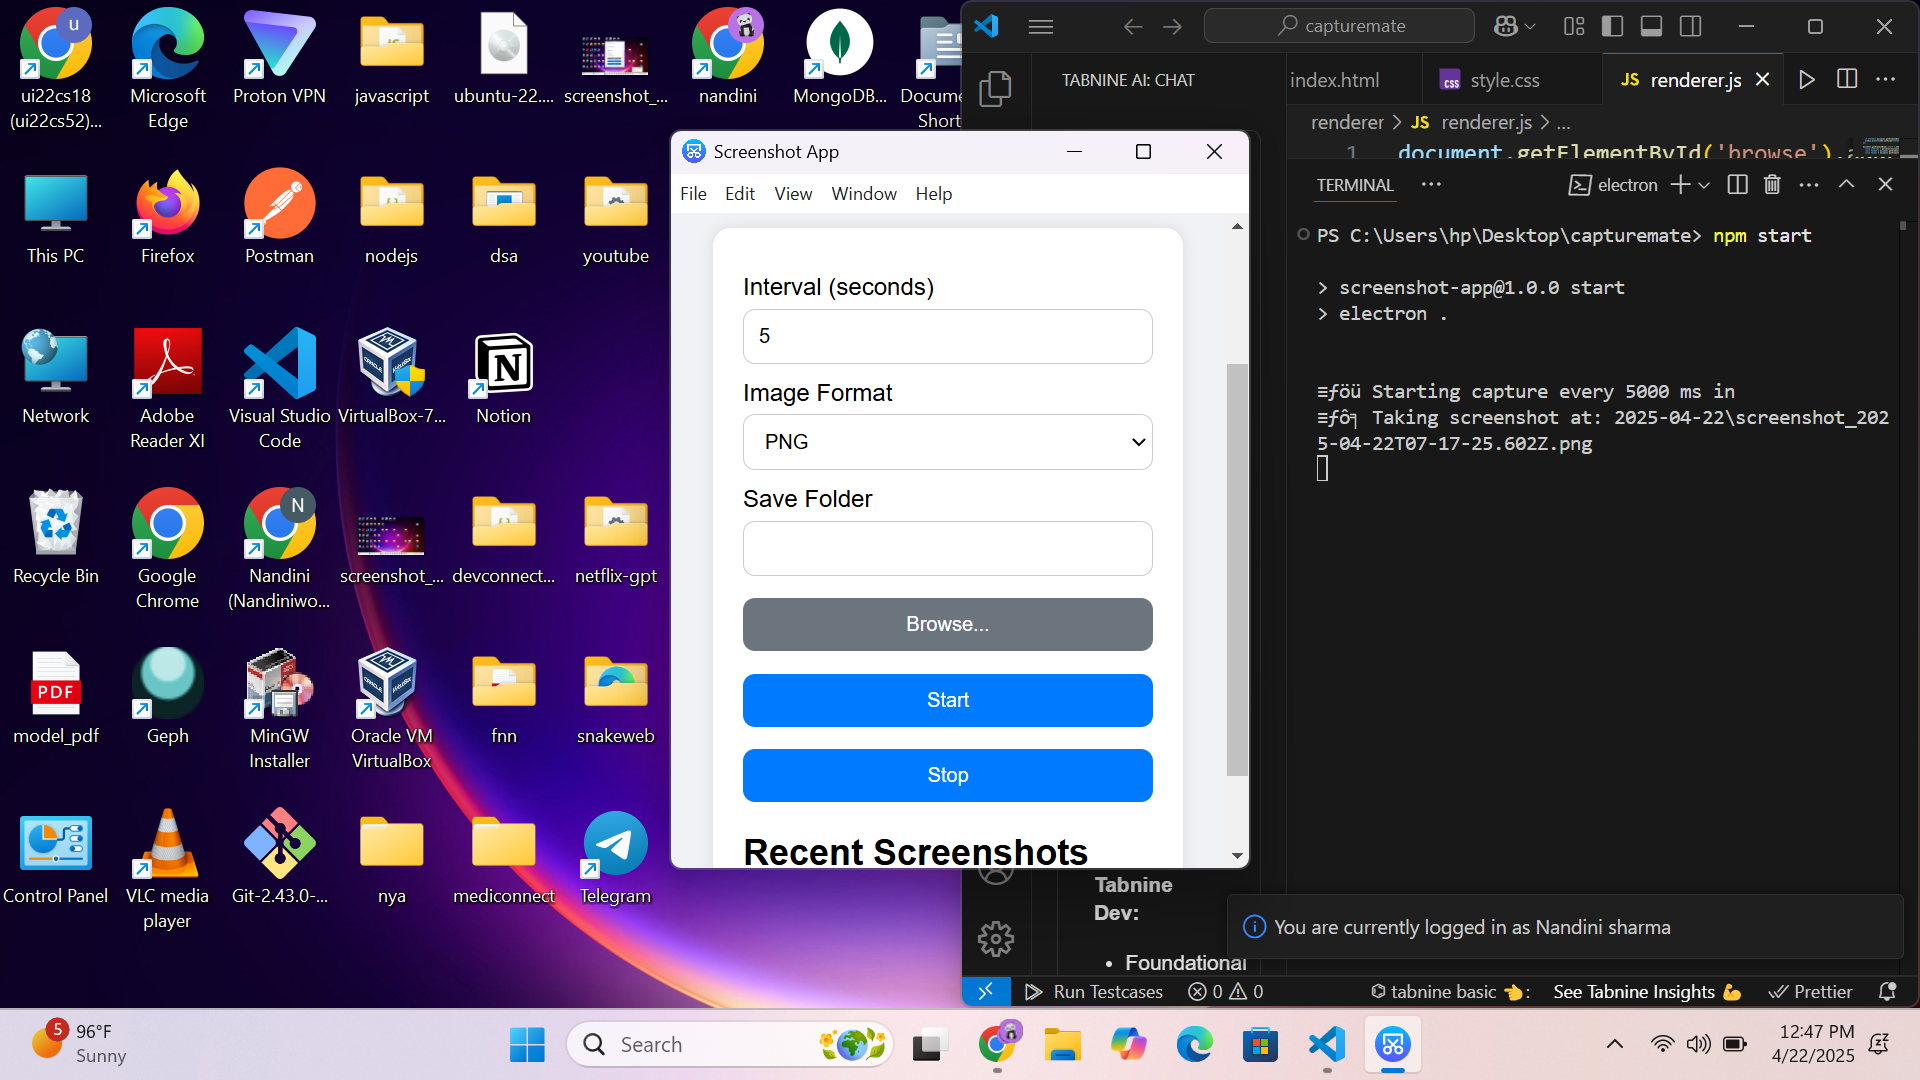 ui22cs18
(ui22cs52)...
Microsoft
Edge
Proton VPN
javascript
ubuntu-22....
screenshot_...
nandini
MongoDB...
Docume
Short
This PC
Firefox
Postman
nodejs
dsa
youtube
Network
Adobe
Reader XI
Visual Studio
Code
VirtualBox-7...
Notion
Recycle Bin
Google
Chrome
Nandini
(Nandiniwo...
screenshot_...
devconnect...
netflix-gpt
PDF
model_pdf
Geph
MinGW
Installer
Oracle VM
VirtualBox
fnn
snakeweb
Control Panel
VLC media
player
Git-2.43.0-...
nya
mediconnect
Telegram
Screenshot App
File Edit View Window Help
Interval (seconds)
5
Image Format
PNG
Save Folder
Browse...
Start
Stop
Recent Screenshots
capturemate
TABNINE AI: CHAT
index.html
style.css
JS renderer.js
renderer > JS renderer.js > ...
1 document.getElementById('browse').
TERMINAL
electron
PS C:\Users\hp\Desktop\capturemate> npm start
> screenshot-app@1.0.0 start
> electron .
≡ƒöü Starting capture every 5000 ms in
≡ƒô╕ Taking screenshot at: 2025-04-22\screenshot_202
5-04-22T07-17-25.602Z.png
Tabnine
Dev:
• Foundational
You are currently logged in as Nandini sharma
Run Testcases
0
0
tabnine basic 👈:
See Tabnine Insights 💪
Prettier
5
96°F
Sunny
Search
12:47 PM
4/22/2025